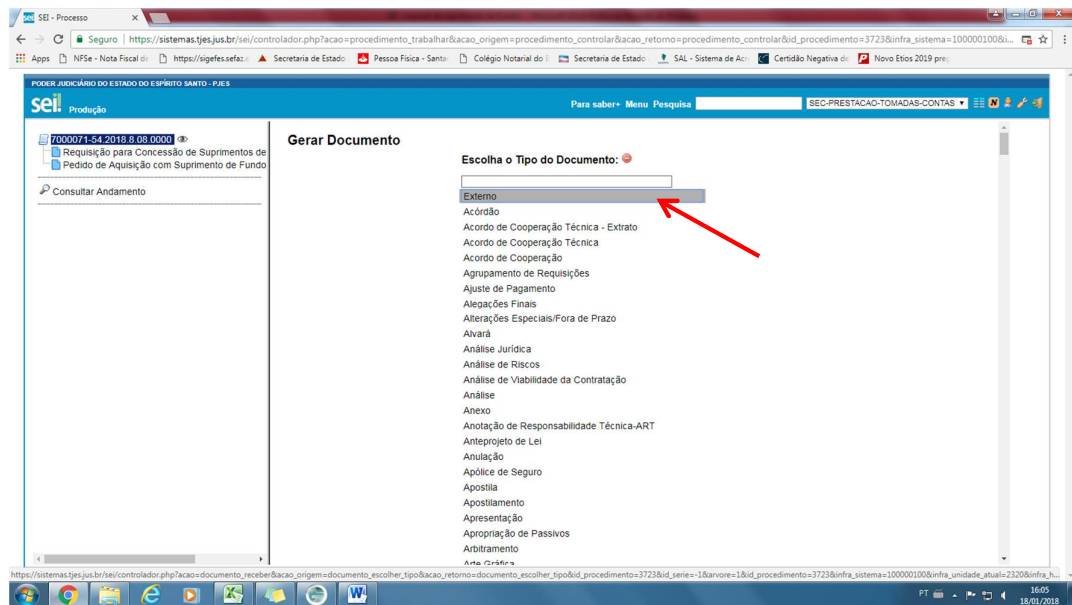 SEI - Processo
Seguro | https://sistemas.tjes.jus.br/sei/controlador.php?acao=procedimento_trabalhar&acao_origem=procedimento_controlar&acao_retorno=procedimento_controlar&id_procedimento=3723&infra_sistema=100000100&i...
Apps NFSe - Nota Fiscal de https://sigefes.sefaz.e Secretaria de Estado Pessoa Física - Santa Colégio Notarial do B Secretaria de Estado SAL - Sistema de Acr Certidão Negativa de Novo Etios 2019 preç
PODER JUDICIÁRIO DO ESTADO DO ESPÍRITO SANTO - PJES
sei! Produção Para saber+ Menu Pesquisa SEC-PRESTACAO-TOMADAS-CONTAS
7000071-54.2018.8.08.0000
Requisição para Concessão de Suprimentos de
Pedido de Aquisição com Suprimento de Fundo
Consultar Andamento
Gerar Documento
Escolha o Tipo do Documento:
Externo
Acórdão
Acordo de Cooperação Técnica - Extrato
Acordo de Cooperação Técnica
Acordo de Cooperação
Agrupamento de Requisições
Ajuste de Pagamento
Alegações Finais
Alterações Especiais/Fora de Prazo
Alvará
Análise Jurídica
Análise de Riscos
Análise de Viabilidade da Contratação
Análise
Anexo
Anotação de Responsabilidade Técnica-ART
Anteprojeto de Lei
Anulação
Apólice de Seguro
Apostila
Apostilamento
Apresentação
Apropriação de Passivos
Arbitramento
Arte Gráfica
https://sistemas.tjes.jus.br/sei/controlador.php?acao=documento_receber&acao_origem=documento_escolher_tipo&acao_retorno=documento_escolher_tipo&id_procedimento=3723&id_serie=-1&arvore=1&id_procedimento=3723&infra_sistema=100000100&infra_unidade_atual=2320&infra_h...
PT 16:05
18/01/2018